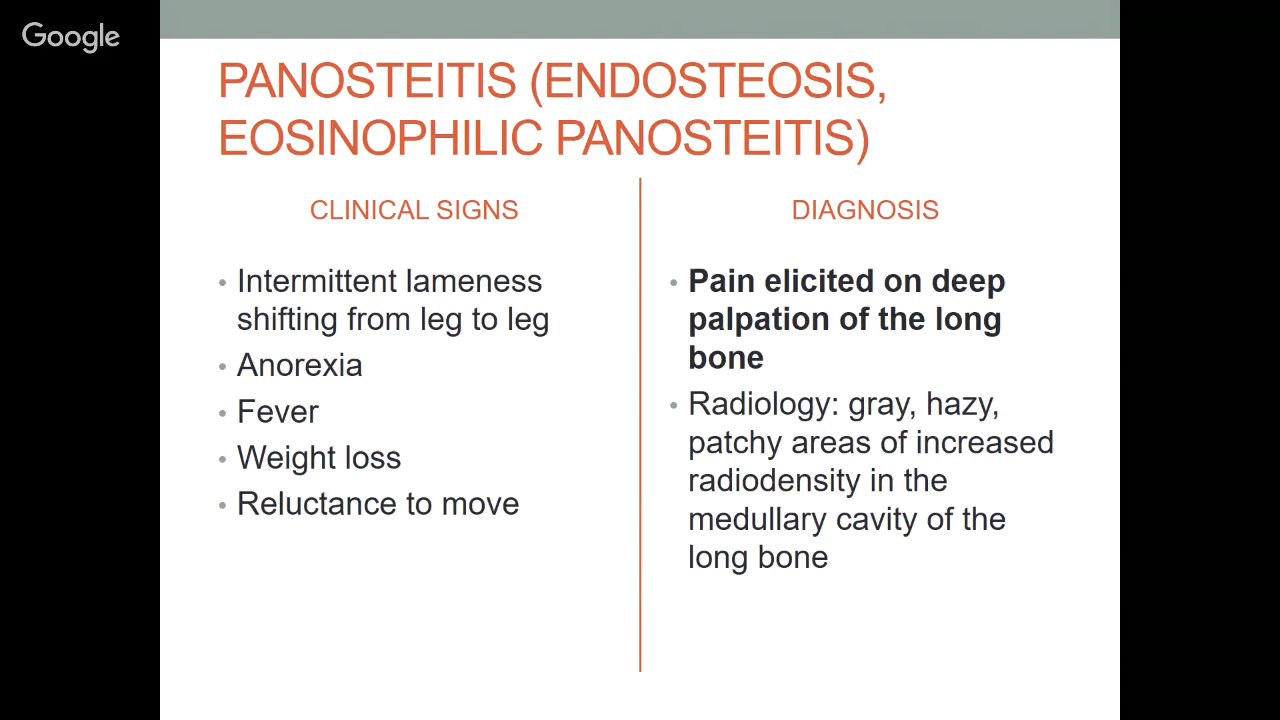 Google
PANOSTEITIS (ENDOSTEOSIS,
EOSINOPHILIC PANOSTEITIS)
CLINICAL SIGNS
• Intermittent lameness
shifting from leg to leg
• Anorexia
• Fever
• Weight loss
• Reluctance to move
DIAGNOSIS
• Pain elicited on deep
palpation of the long
bone
• Radiology: gray, hazy,
patchy areas of increased
radiodensity in the
medullary cavity of the
long bone